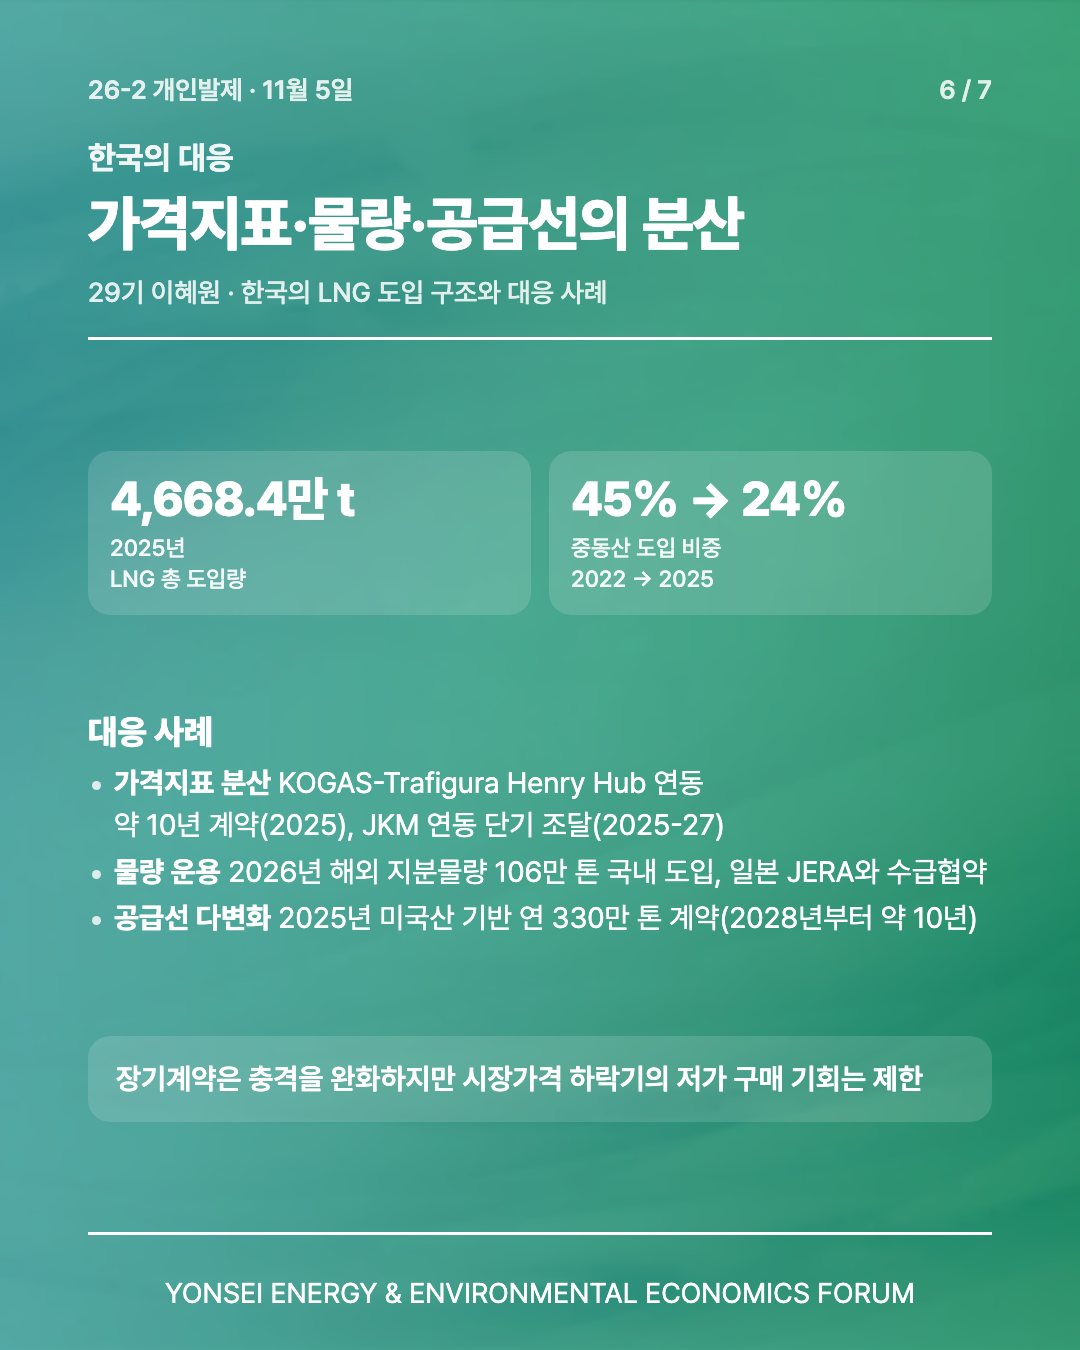 26-2 개인발제 · 11월 5일
6 / 7
한국의 대응
가격지표·물량·공급선의 분산
29기 이혜원 · 한국의 LNG 도입 구조와 대응 사례
4,668.4만 t
2025년
LNG 총 도입량
45% → 24%
중동산 도입 비중
2022 → 2025
대응 사례
• 가격지표 분산 KOGAS-Trafigura Henry Hub 연동
약 10년 계약(2025), JKM 연동 단기 조달(2025-27)
• 물량 운용 2026년 해외 지분물량 106만 톤 국내 도입, 일본 JERA와 수급협약
• 공급선 다변화 2025년 미국산 기반 연 330만 톤 계약(2028년부터 약 10년)
장기계약은 충격을 완화하지만 시장가격 하락기의 저가 구매 기회는 제한
YONSEI ENERGY & ENVIRONMENTAL ECONOMICS FORUM